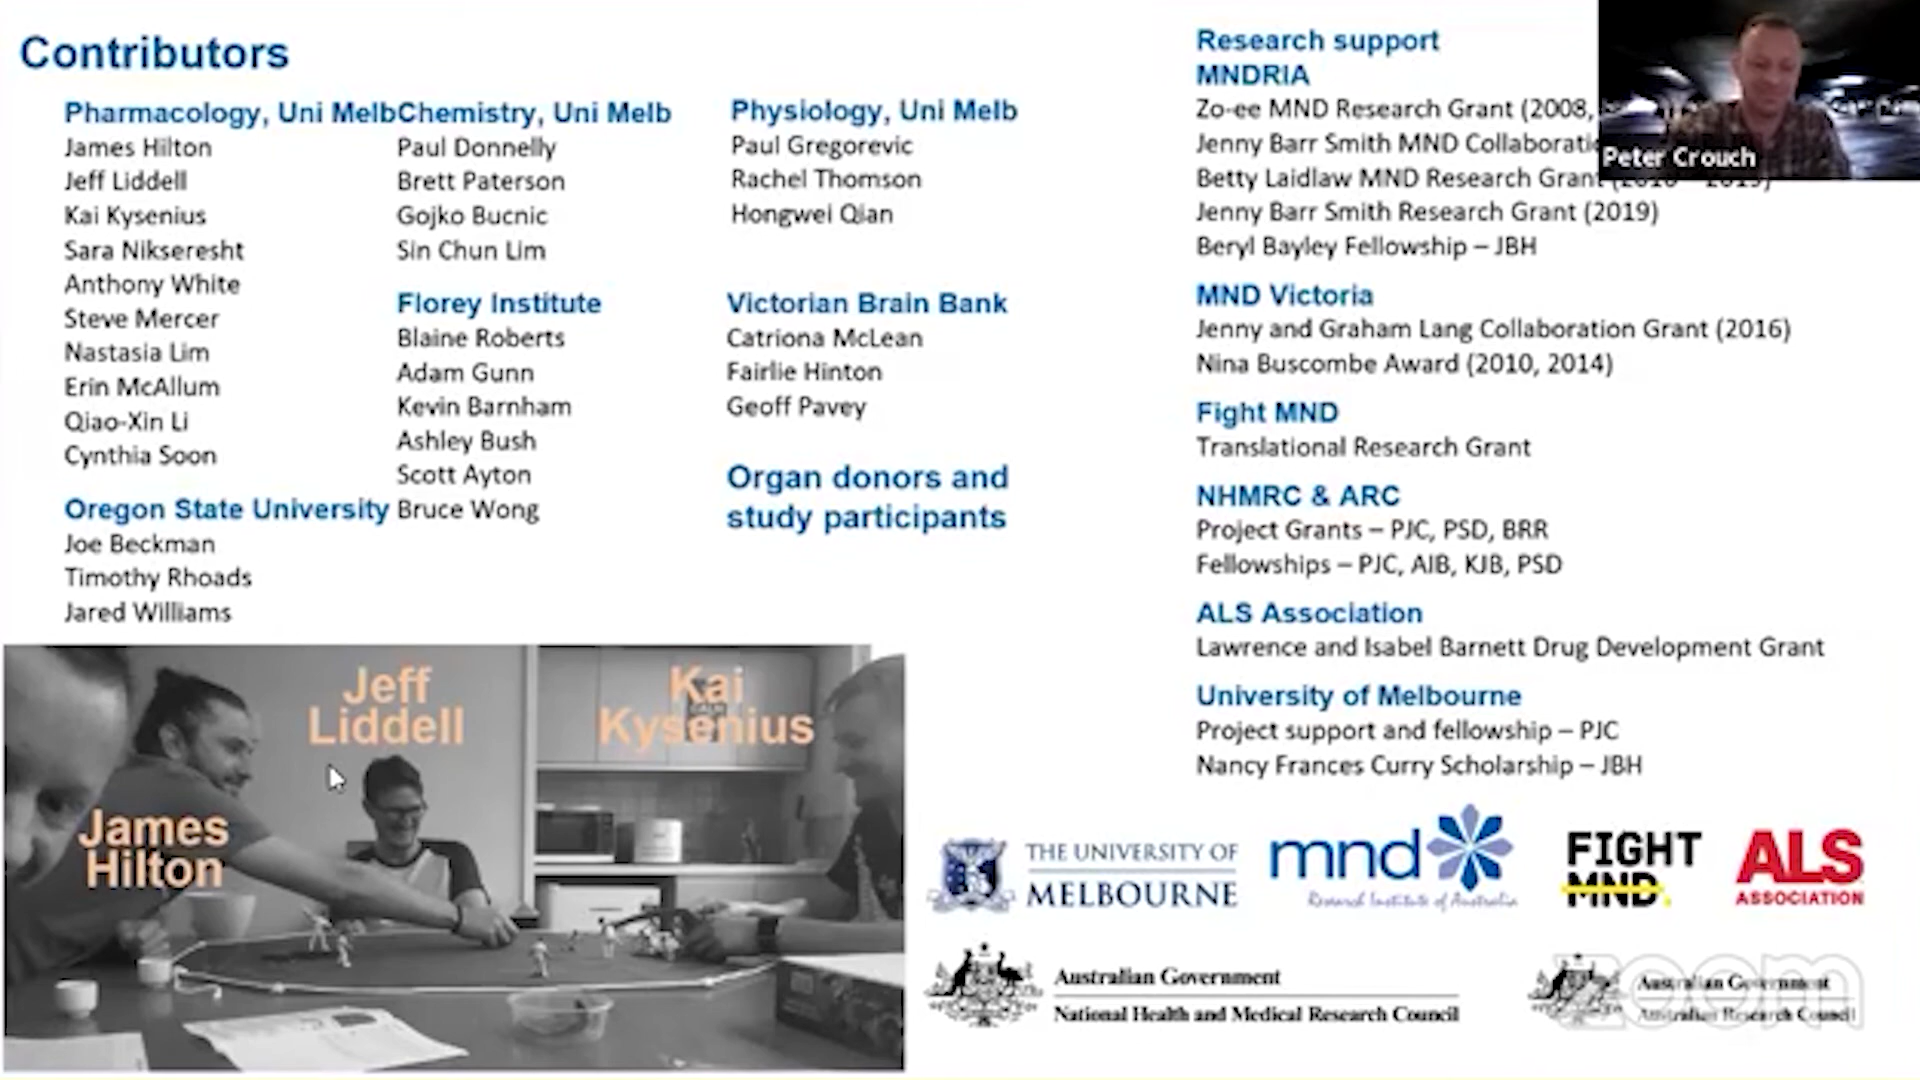 Contributors
Pharmacology, Uni Melb
James Hilton
Jeff Liddell
Kai Kysenius
Sara Nikseresht
Anthony White
Steve Mercer
Nastasia Lim
Erin McAllum
Qiao-Xin Li
Cynthia Soon
Oregon State University
Joe Beckman
Timothy Rhoads
Jared Williams
Chemistry, Uni Melb
Paul Donnelly
Brett Paterson
Gojko Bucnic
Sin Chun Lim
Florey Institute
Blaine Roberts
Adam Gunn
Kevin Barnham
Ashley Bush
Scott Ayton
Bruce Wong
Physiology, Uni Melb
Paul Gregorevic
Rachel Thomson
Hongwei Qian
Victorian Brain Bank
Catriona McLean
Fairlie Hinton
Geoff Pavey
Organ donors and
study participants
Research support
MNDRIA
Zo-ee MND Research Grant (2008,
Jenny Barr Smith MND
Betty Laidlaw MND Research Grant
Jenny Barr Smith Research Grant (2019)
Beryl Bayley Fellowship – JBH
MND Victoria
Jenny and Graham Lang Collaboration Grant (2016)
Nina Buscombe Award (2010, 2014)
Fight MND
Translational Research Grant
NHMRC & ARC
Project Grants – PJC, PSD, BRR
Fellowships – PJC, AIB, KJB, PSD
ALS Association
Lawrence and Isabel Barnett Drug Development Grant
University of Melbourne
Project support and fellowship – PJC
Nancy Frances Curry Scholarship – JBH
Peter Crouch
Jeff
Liddell
Kai
Kysenius
James
Hilton
THE UNIVERSITY OF
MELBOURNE
mnd
Research Institute of Australia
FIGHT
MND.
ALS
ASSOCIATION
Australian Government
National Health and Medical Research Council
Australian Government
Australian Research Council
zoom